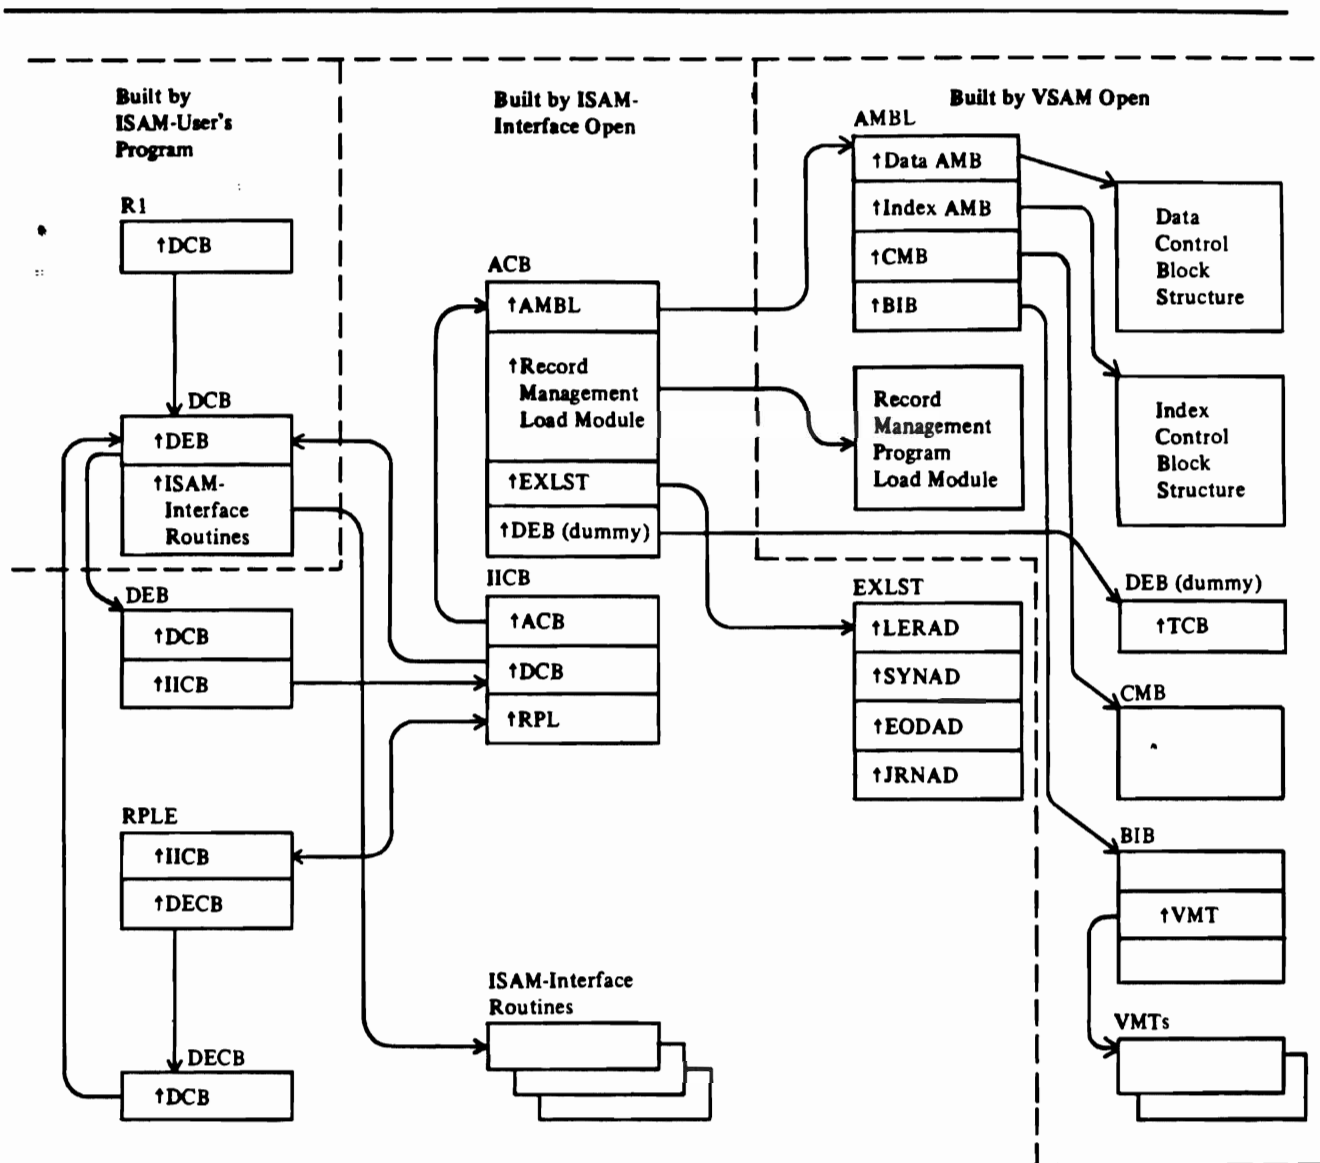 Built by
ISAM-User's
Program
R1
↑DCB
DCB
↑DEB
↑ISAM-
Interface
Routines
DEB
↑DCB
↑IICB
RPLE
↑IICB
↑DECB
DECB
↑DCB
Built by ISAM-
Interface Open
ACB
↑AMBL
↑Record
Management
Load Module
↑EXLST
↑DEB (dummy)
IICB
↑ACB
↑DCB
↑RPL
ISAM-Interface
Routines
Built by VSAM Open
AMBL
↑Data AMB
↑Index AMB
↑CMB
↑BIB
Record
Management
Program
Load Module
EXLST
↑LERAD
↑SYNAD
↑EODAD
↑JRNAD
Data
Control
Block
Structure
Index
Control
Block
Structure
DEB (dummy)
↑TCB
CMB
BIB
↑VMT
VMTs